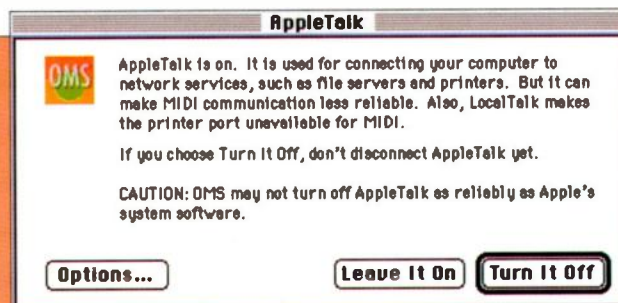 AppleTalk
OMS
AppleTalk is on. It is used for connecting your computer to
network services, such as file servers and printers. But it can
make MIDI communication less reliable. Also, LocalTalk makes
the printer port unavailable for MIDI.
If you choose Turn It Off, don't disconnect AppleTalk yet.
CAUTION: OMS may not turn off AppleTalk as reliably as Apple's
system software.
Options...
Leave It On
Turn It Off